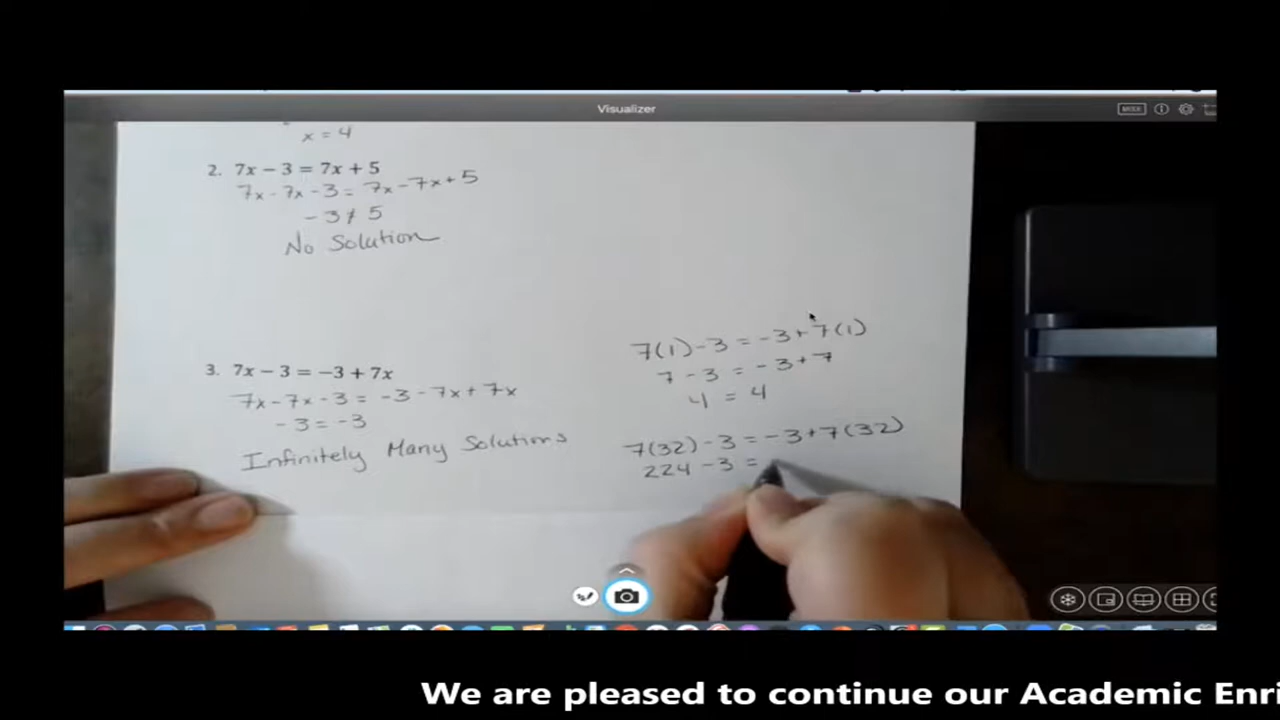 Visualizer
MODE
x = 4
2. 7x − 3 = 7x + 5
7x - 7x - 3 = 7x - 7x + 5
-3 ≠ 5
No Solution
3. 7x − 3 = −3 + 7x
7x - 7x - 3 = -3 - 7x + 7x
-3 = -3
Infinitely Many Solutions
7(1) - 3 = -3 + 7(1)
7 - 3 = -3 + 7
4 = 4
7(32) - 3 = -3 + 7(32)
224 - 3 =
We are pleased to continue our Academic Enri